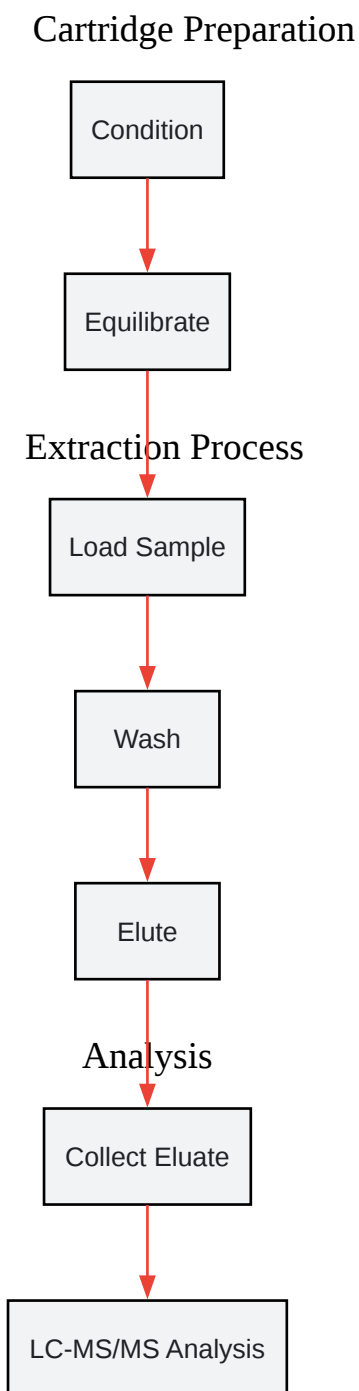 Cartridge Preparation
Condition
Equilibrate
Extraction Process
Load Sample
Wash
Elute
Analysis
Collect Eluate
LC-MS/MS Analysis